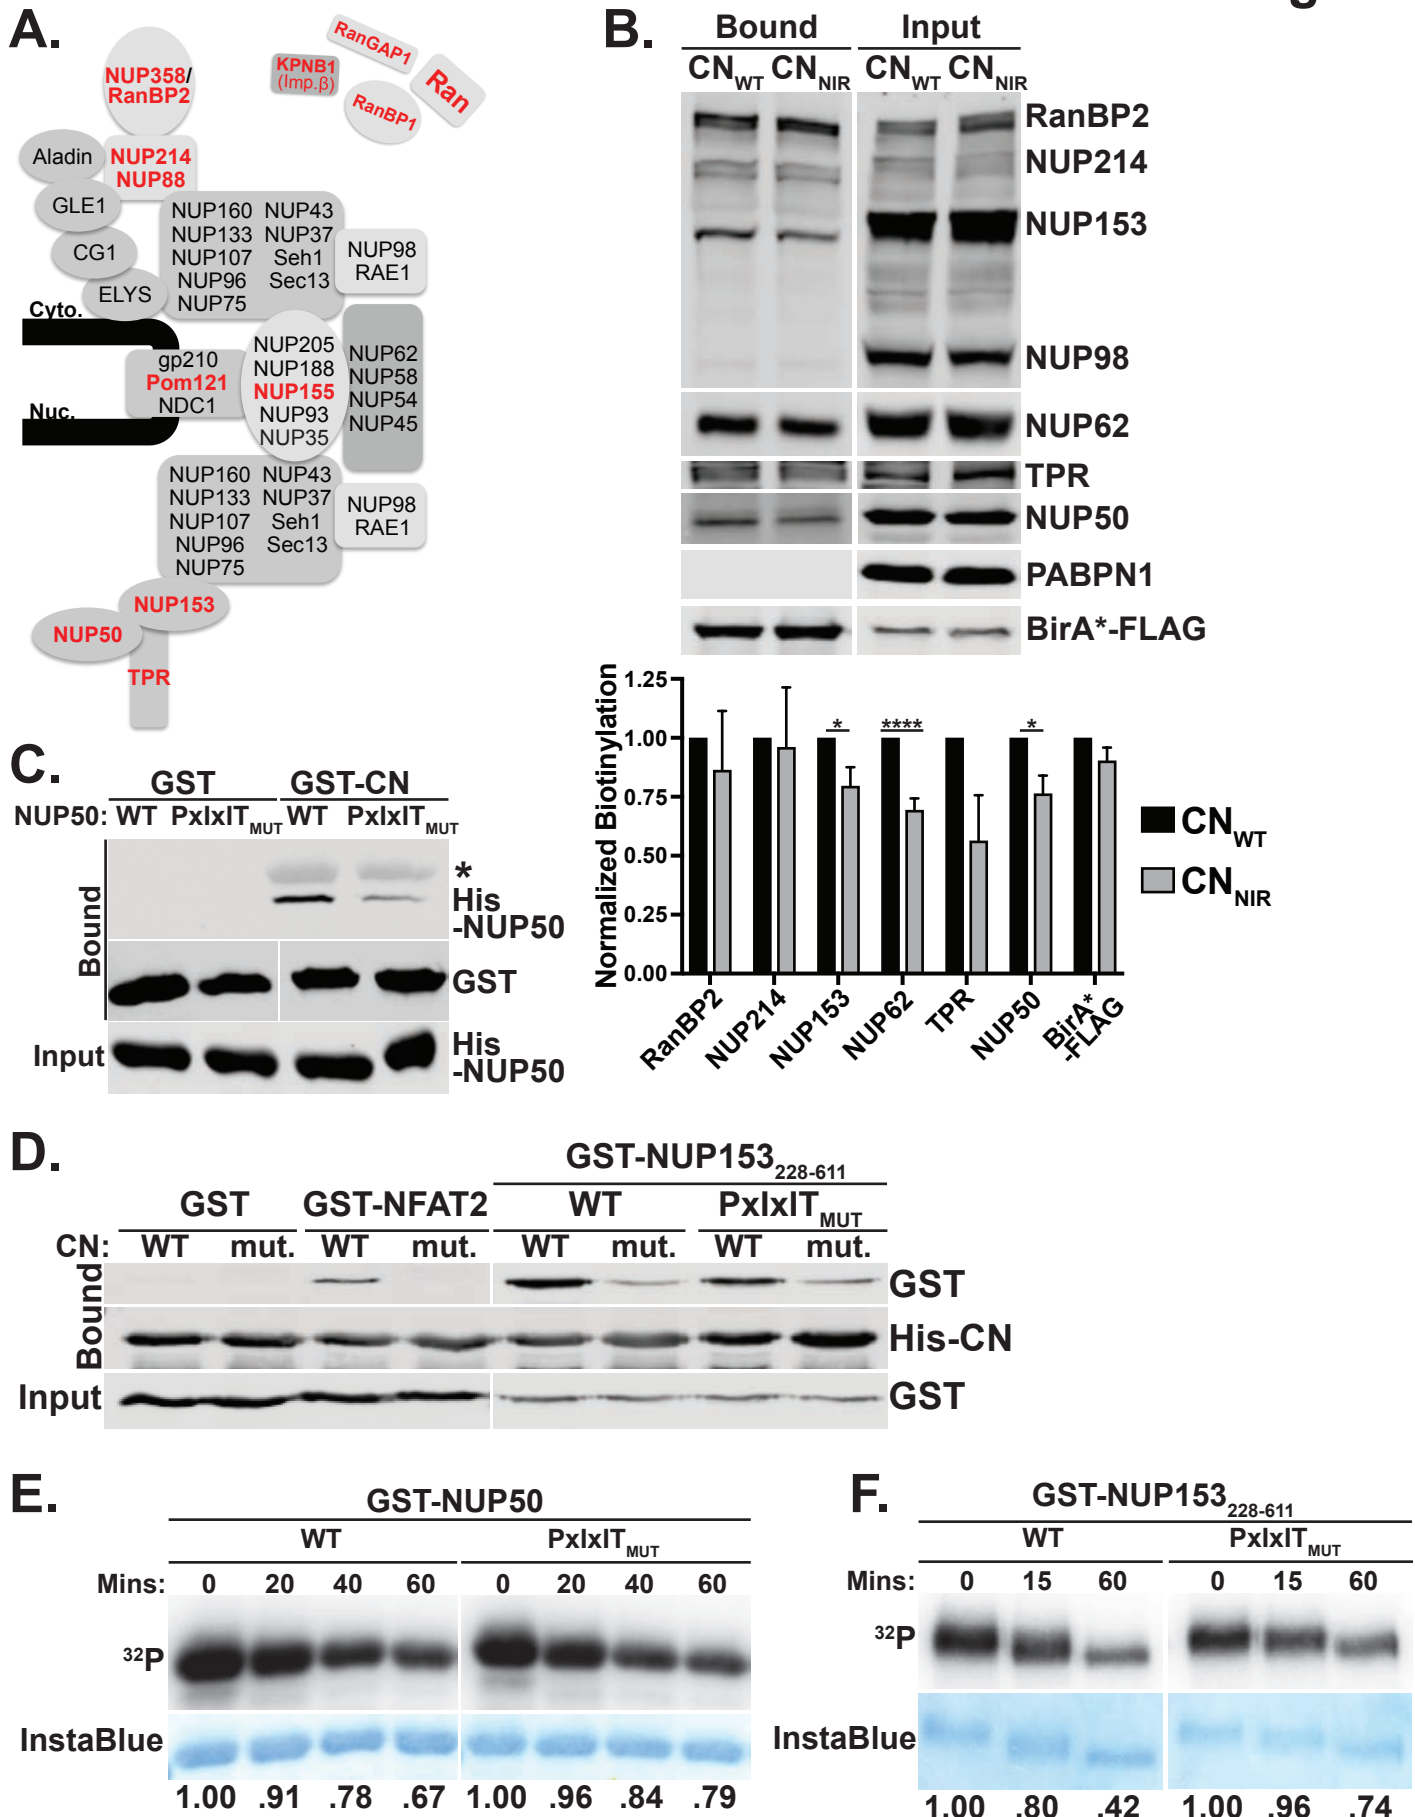 A.
NUP358/
RanBP2
KPNB1
(Imp.β)
RanGAP1
RanBP1
Ran
Aladin
NUP214
NUP88
GLE1
CG1
ELYS
NUP160 NUP43
NUP133 NUP37
NUP107 Seh1
NUP96 Sec13
NUP75
NUP98
RAE1
Cyto.
Nuc.
gp210
Pom121
NDC1
NUP205
NUP188
NUP155
NUP93
NUP35
NUP62
NUP58
NUP54
NUP45
NUP160 NUP43
NUP133 NUP37
NUP107 Seh1
NUP96 Sec13
NUP75
NUP98
RAE1
NUP153
NUP50
TPR
B.
Bound Input
CNWT CNNIR CNWT CNNIR
RanBP2
NUP214
NUP153
NUP98
NUP62
TPR
NUP50
PABPN1
BirA*-FLAG
Normalized Biotinylation
1.25
1.00
0.75
0.50
0.25
0.00
* **** *
RanBP2
NUP214
NUP153
NUP62
TPR
NUP50
BirA*
-FLAG
CNWT
CNNIR
C.
GST GST-CN
NUP50: WT PxIxITMUT WT PxIxITMUT
Bound
*
His
-NUP50
GST
Input
His
-NUP50
D.
GST-NUP153228-611
GST GST-NFAT2 WT PxIxITMUT
CN: WT mut. WT mut. WT mut. WT mut.
Bound
GST
His-CN
Input
GST
E.
GST-NUP50
WT PxIxITMUT
Mins: 0 20 40 60 0 20 40 60
32P
InstaBlue
1.00 .91 .78 .67 1.00 .96 .84 .79
F.
GST-NUP153228-611
WT PxIxITMUT
Mins: 0 15 60 0 15 60
32P
InstaBlue
1.00 .80 .42 1.00 .96 .74